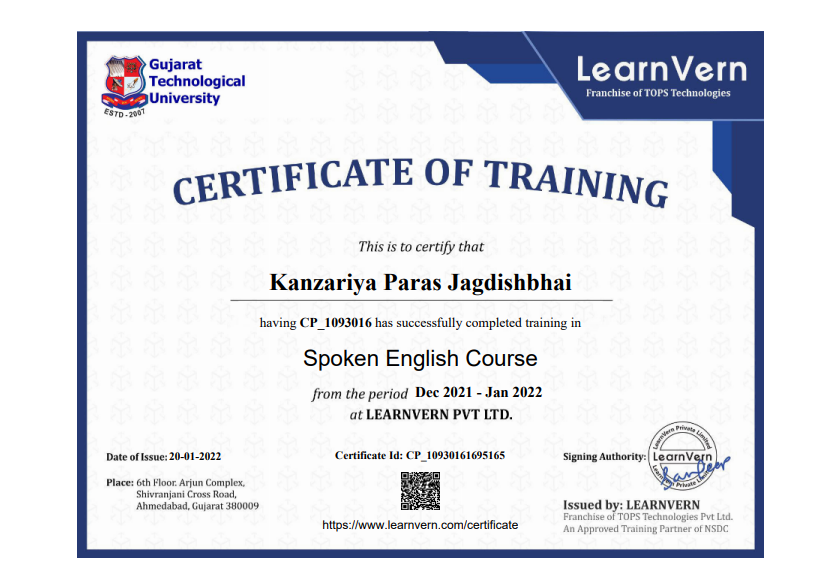 Gujarat
Technological
University
ESTD-2007
LearnVern
Franchise of TOPS Technologies
CERTIFICATE OF TRAINING
This is to certify that
Kanzariya Paras Jagdishbhai
having CP_1093016 has successfully completed training in
Spoken English Course
from the period Dec 2021 - Jan 2022
at LEARNVERN PVT LTD.
Date of Issue: 20-01-2022
Place: 6th Floor. Arjun Complex,
Shivranjani Cross Road,
Ahmedabad, Gujarat 380009
Certificate Id: CP_10930161695165
https://www.learnvern.com/certificate
Signing Authority:
LearnVern Private Limited
LearnVern
LearnVern Private Limited
Issued by: LEARNVERN
Franchise of TOPS Technologies Pvt Ltd.
An Approved Training Partner of NSDC